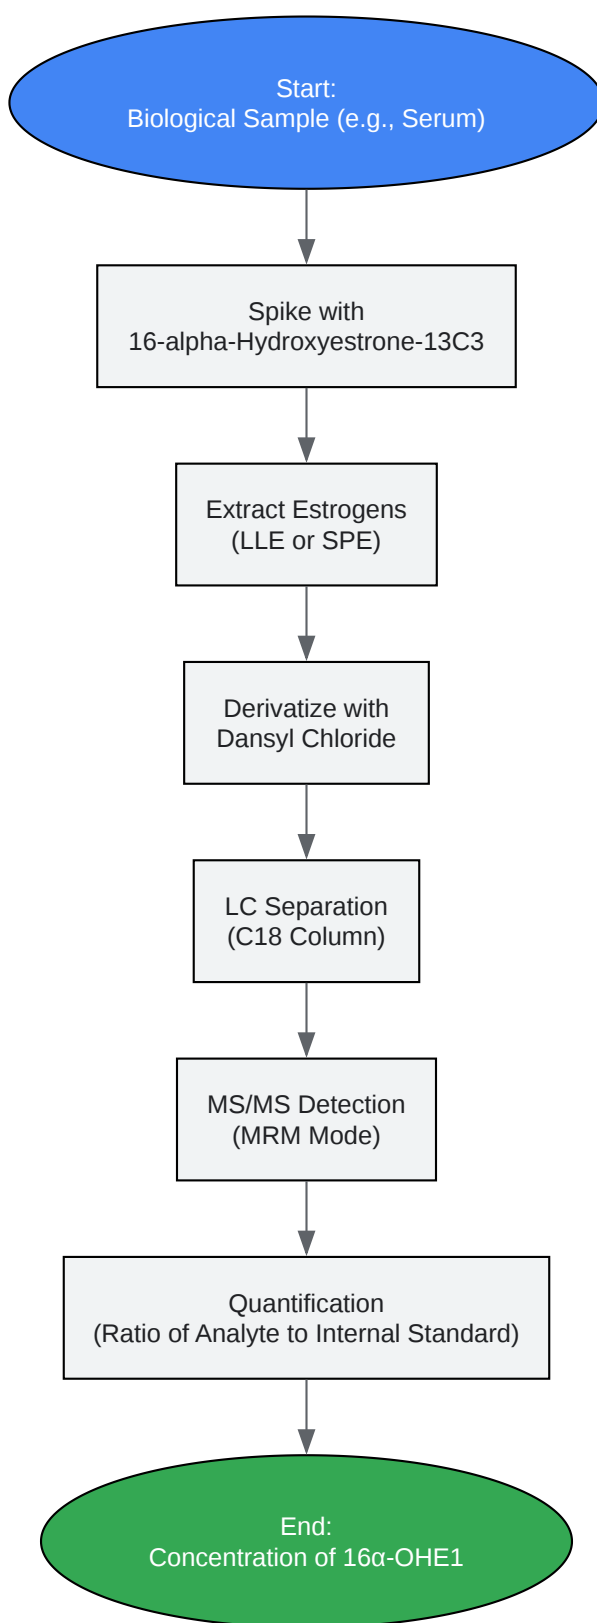 Start:
Biological Sample (e.g., Serum)
Spike with
16-alpha-Hydroxyestrone-13C3
Extract Estrogens
(LLE or SPE)
Derivatize with
Dansyl Chloride
LC Separation
(C18 Column)
MS/MS Detection
(MRM Mode)
Quantification
(Ratio of Analyte to Internal Standard)
End:
Concentration of 16α-OHE1